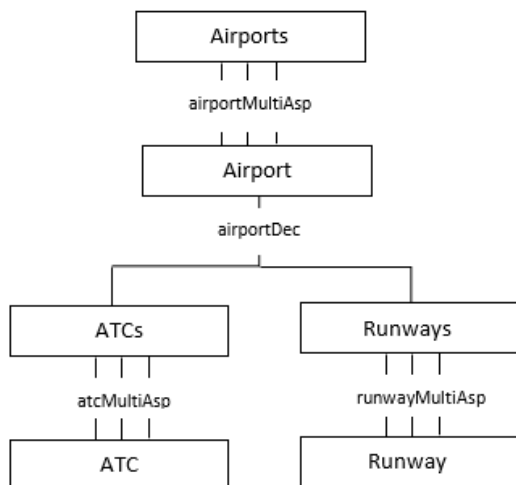 Airports
airportMultiAsp
Airport
airportDec
ATCs
Runways
atcMultiAsp
runwayMultiAsp
ATC
Runway